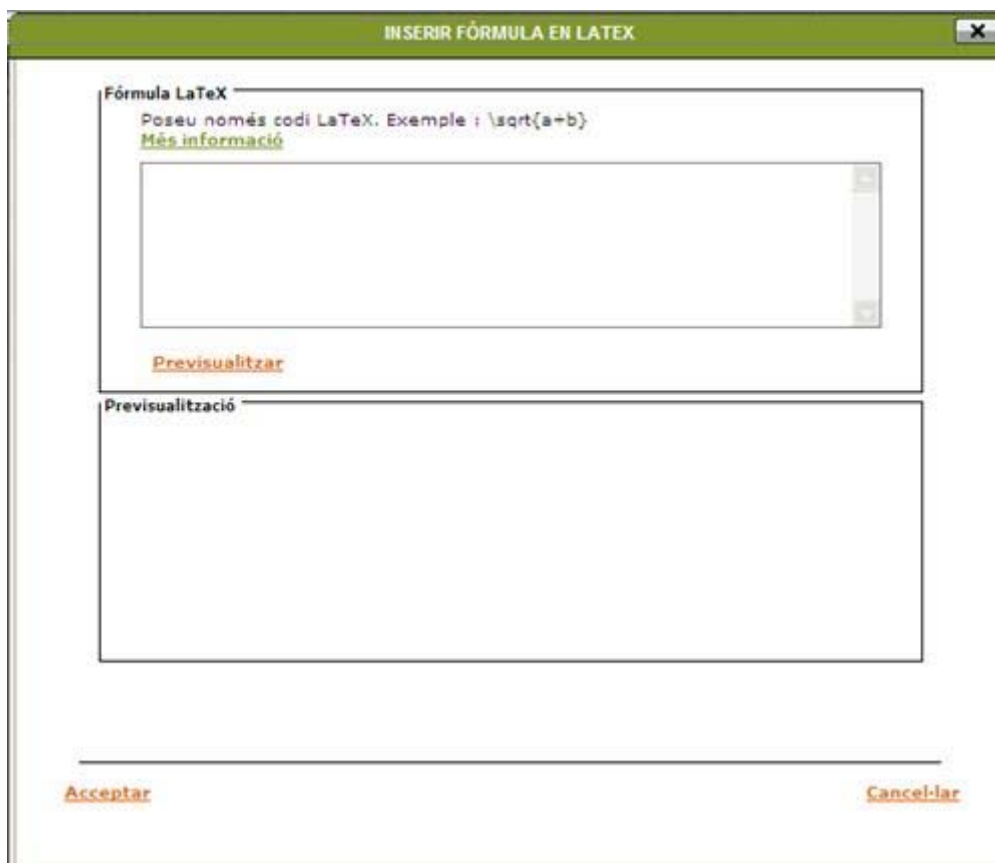 INSERIR FÓRMULA EN LATEX
Fórmula LaTeX
Poseu només codi LaTeX. Exemple : \sqrt{a+b}
Més informació
Previsualitzar
Previsualització
Acceptar
Cancel·lar